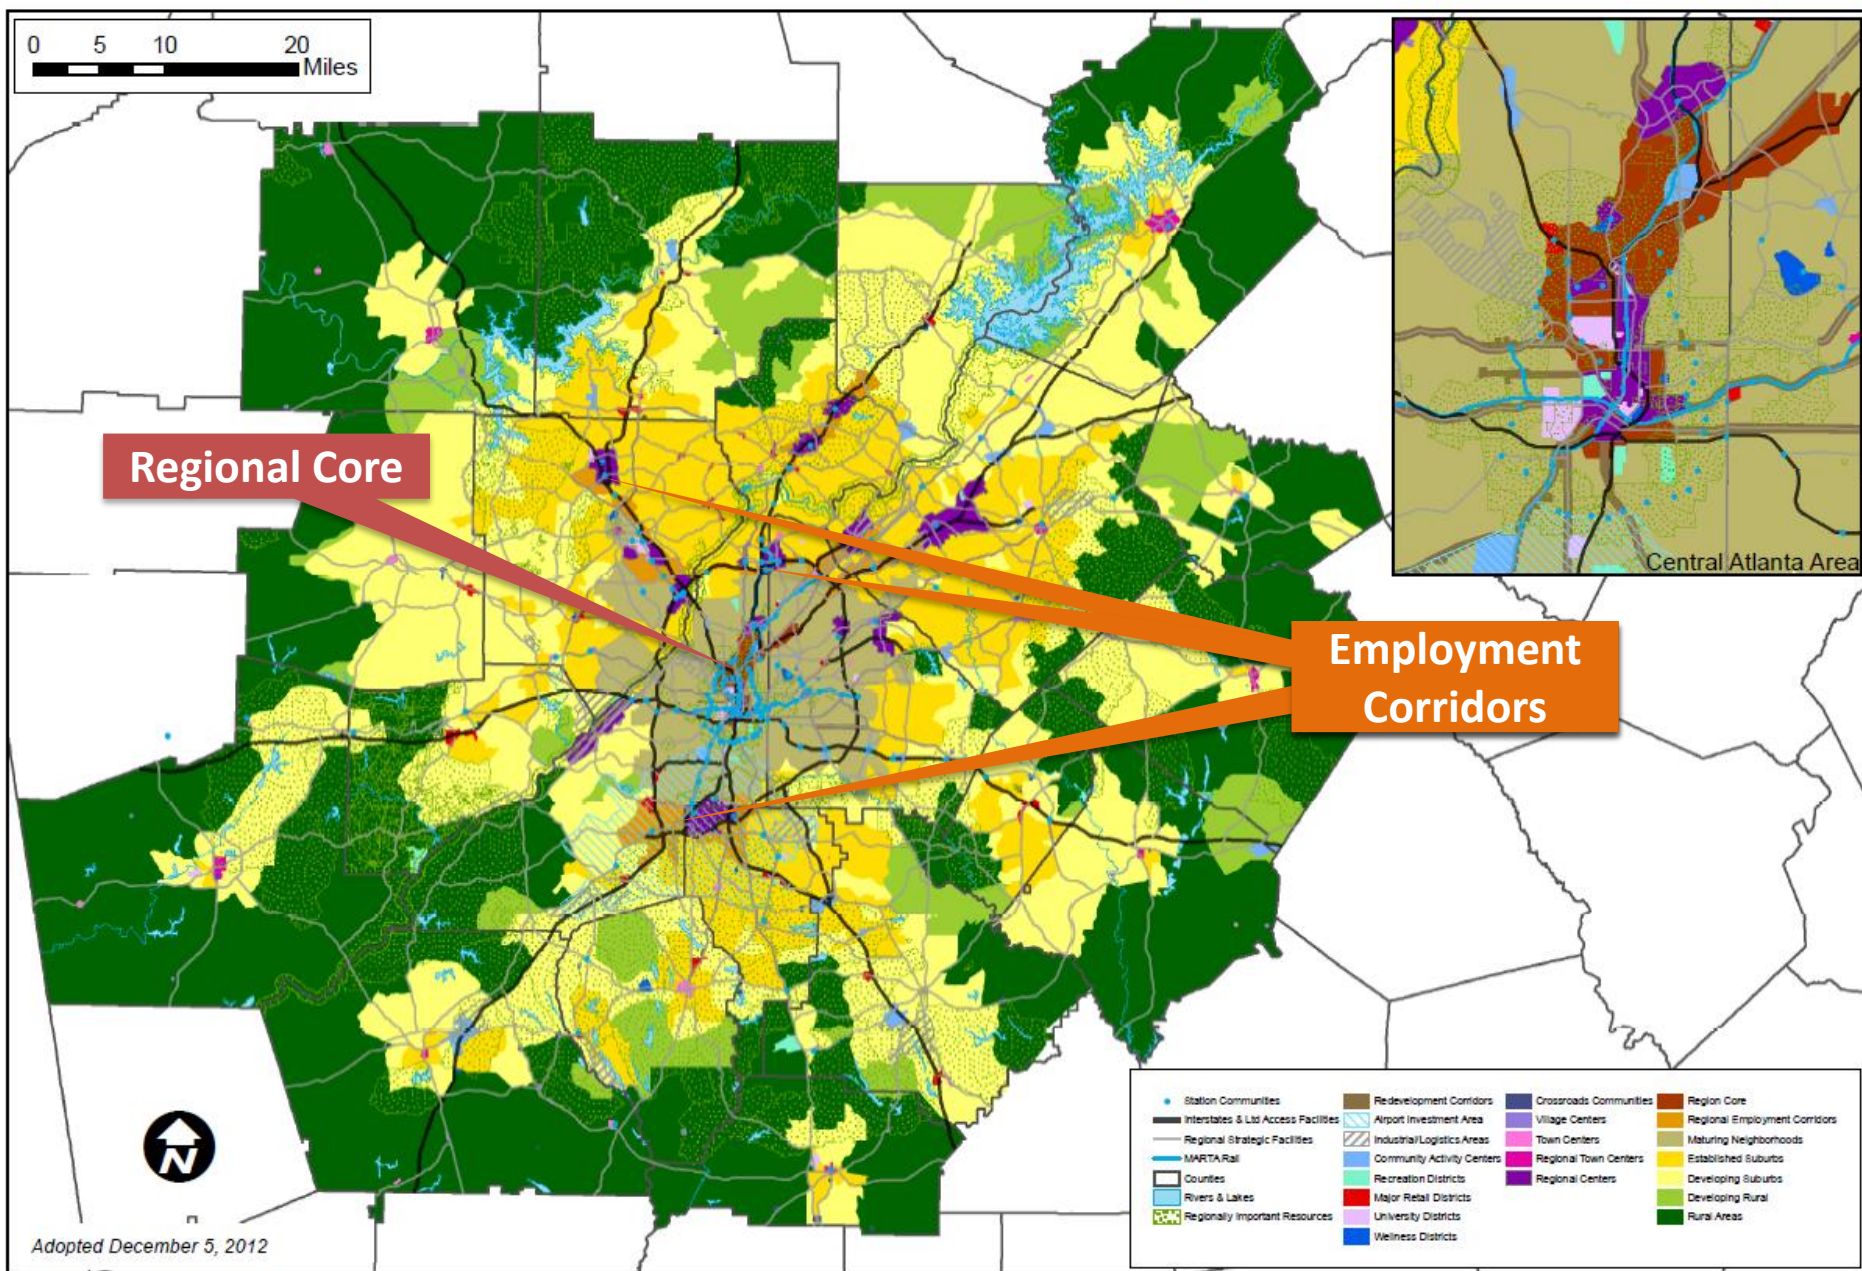 0 5 10 20
Miles
Central Atlanta Area
Regional Core
Employment
Corridors
N
Adopted December 5, 2012
Station Communities
Interstates & Ltd Access Facilities
Regional Strategic Facilities
MARTA Rail
Counties
Rivers & Lakes
Regionally Important Resources
Redevelopment Corridors
Airport Investment Area
Industrial/Logistics Areas
Community Activity Centers
Recreation Districts
Major Retail Districts
University Districts
Wellness Districts
Crossroads Communities
Village Centers
Town Centers
Regional Town Centers
Regional Centers
Region Core
Regional Employment Corridors
Maturing Neighborhoods
Established Suburbs
Developing Suburbs
Developing Rural
Rural Areas